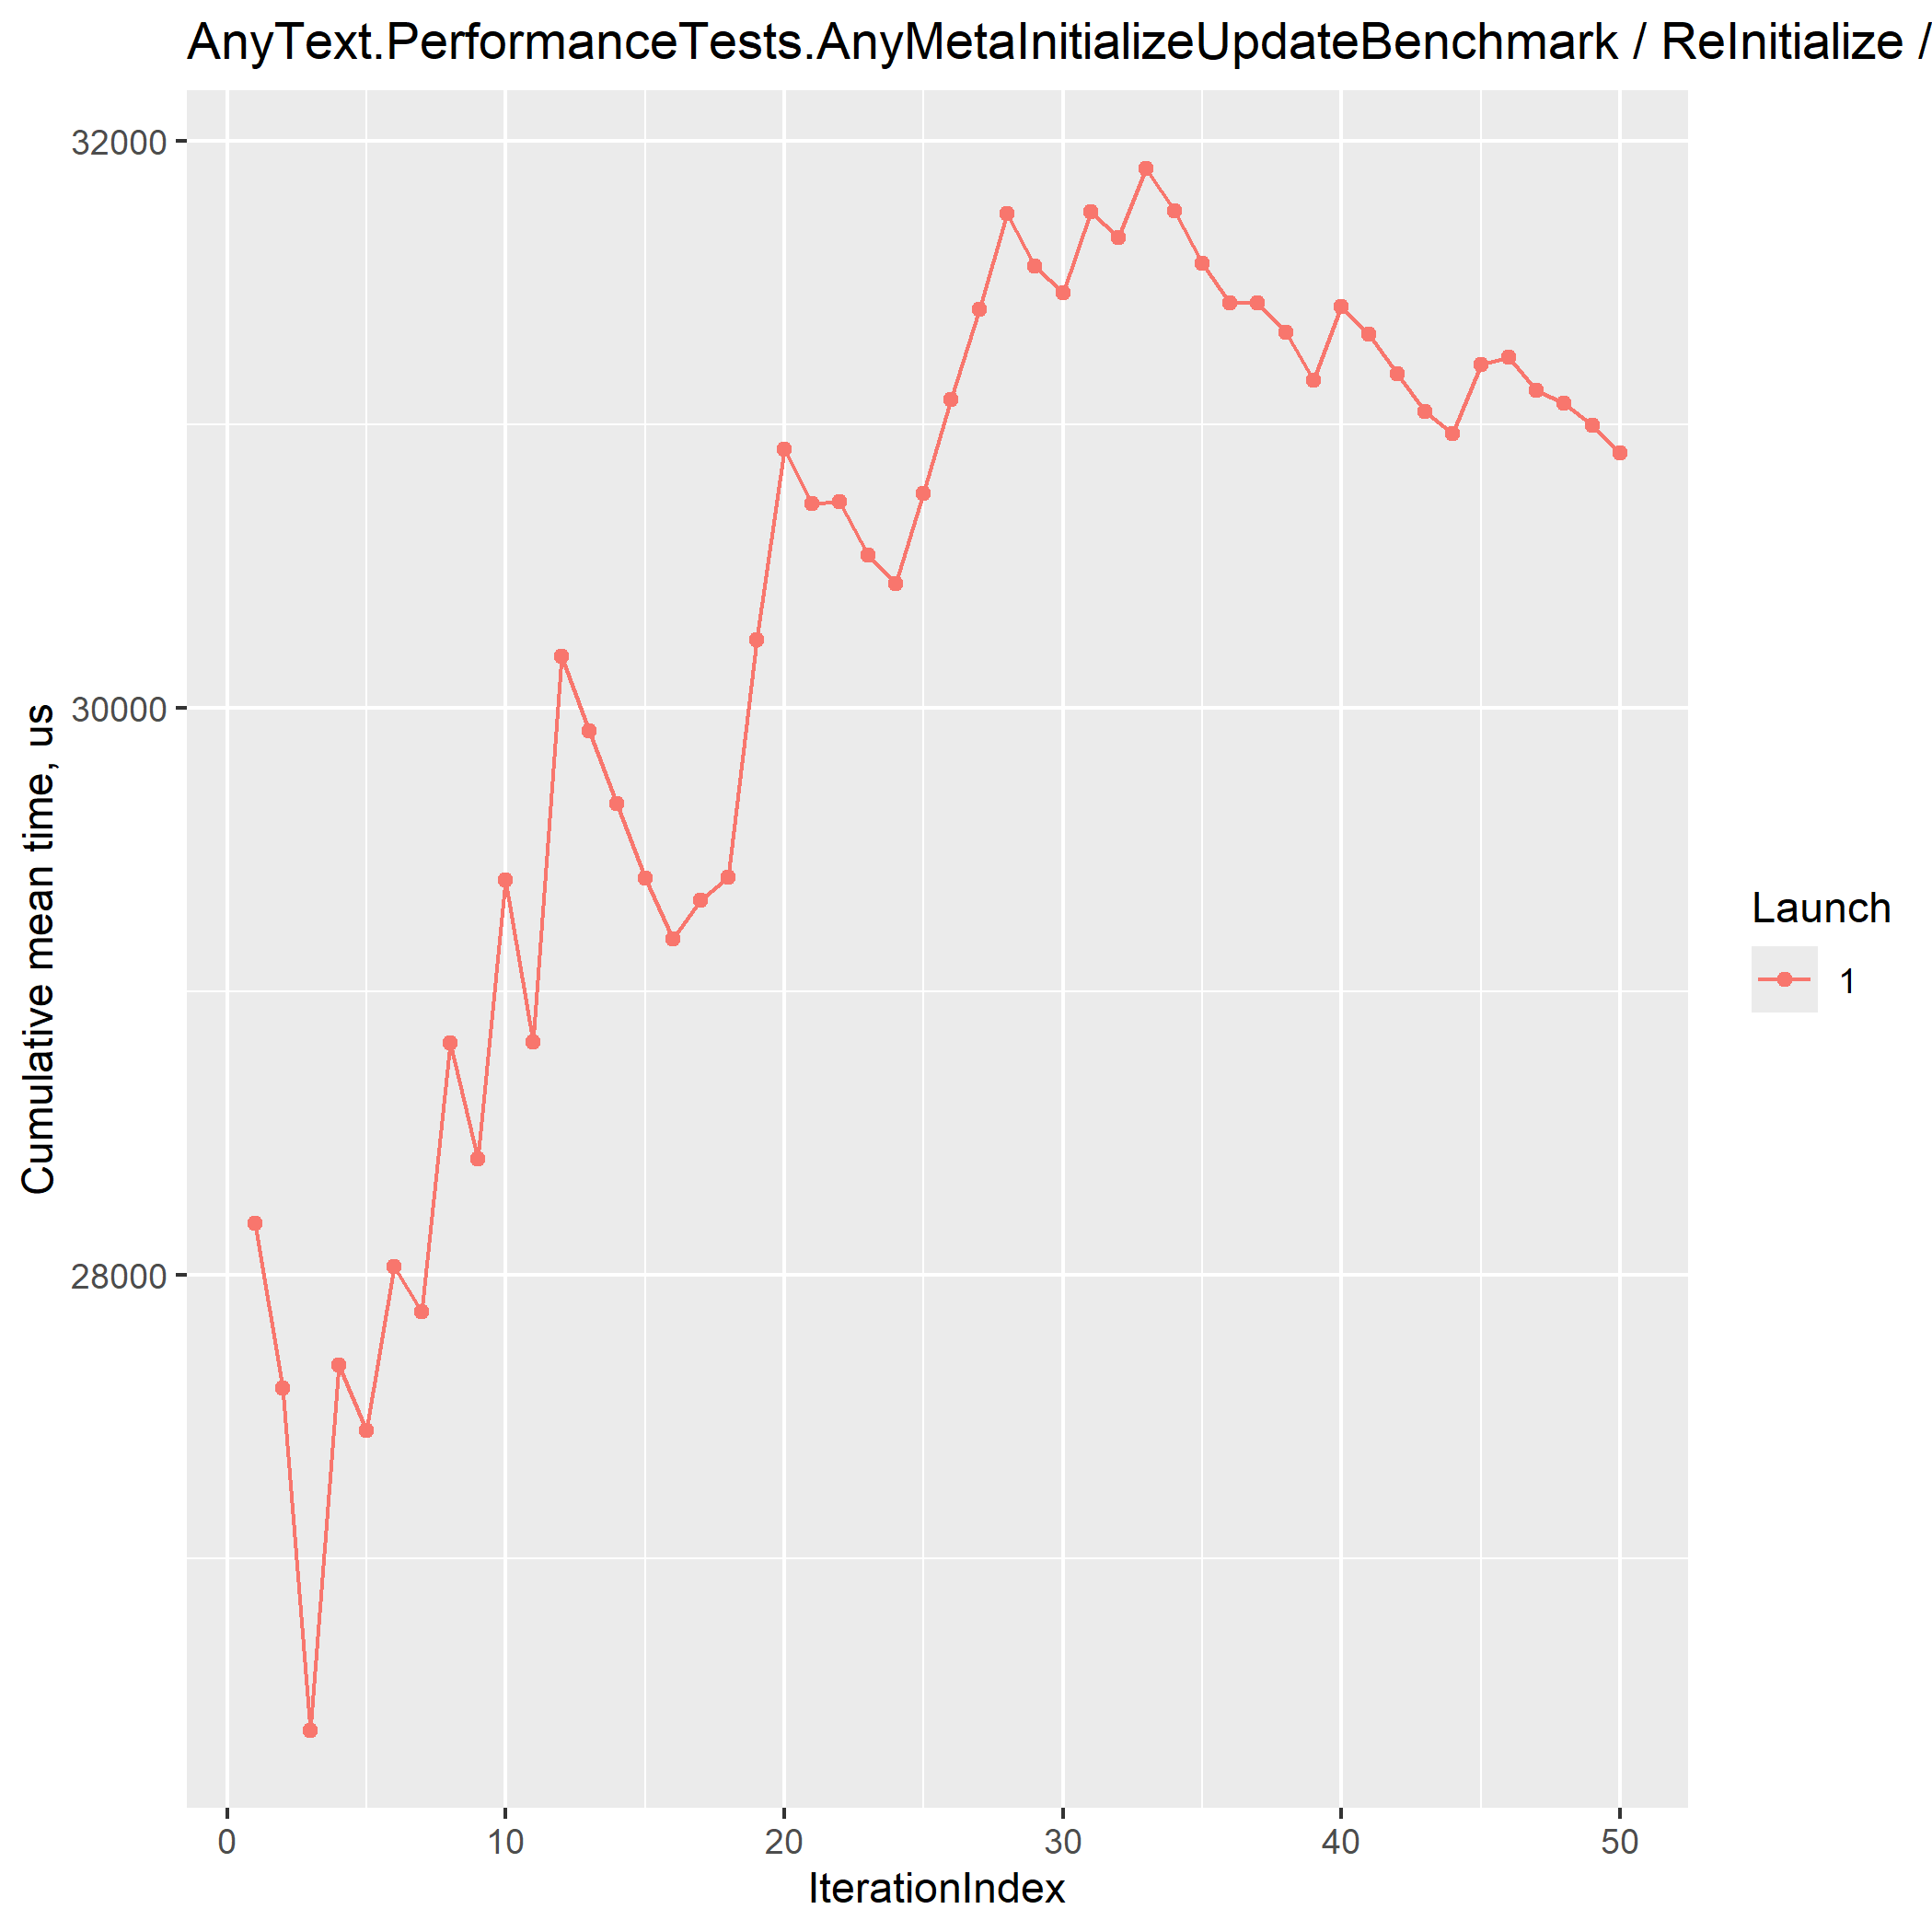 AnyText.PerformanceTests.AnyMetaInitializeUpdateBenchmark / ReInitialize /
Cumulative mean time, us
32000
30000
28000
0 10 20 30 40 50
IterationIndex
Launch
1